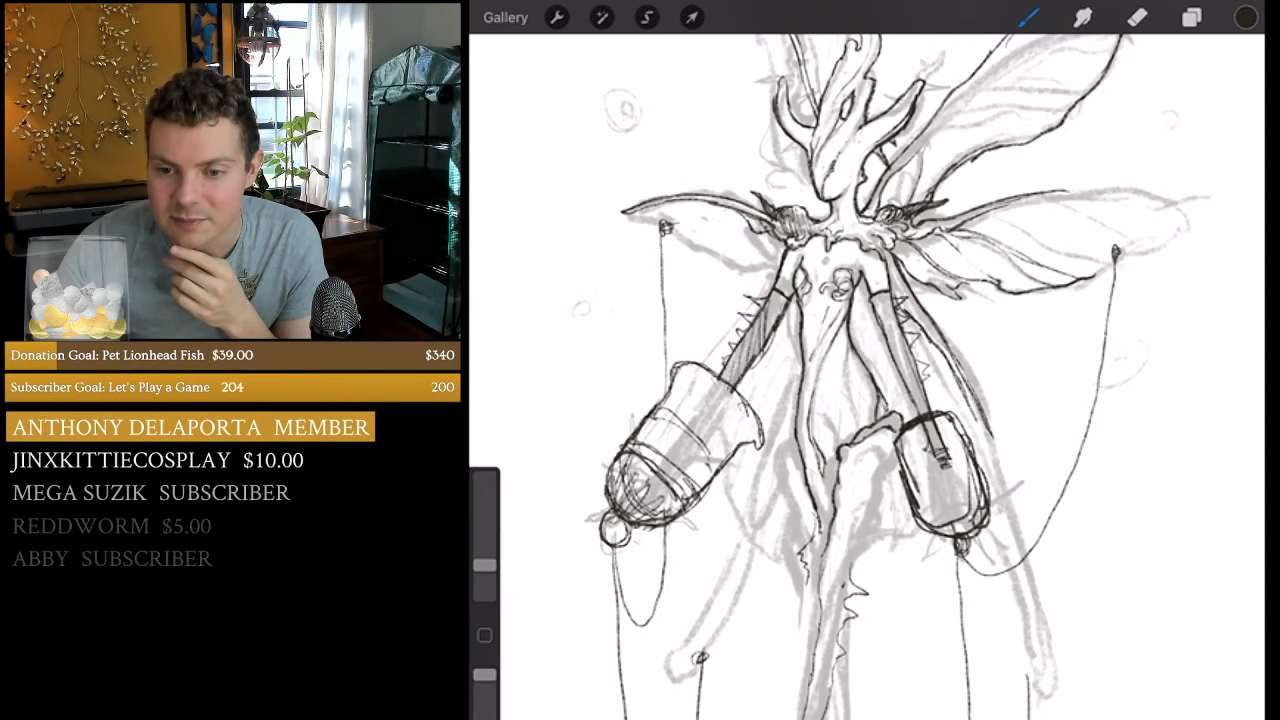 Gallery
Donation Goal: Pet Lionhead Fish $39.00 $340
Subscriber Goal: Let's Play a Game 204 200
ANTHONY DELAPORTA MEMBER
JINXKITTIECOSPLAY $10.00
MEGA SUZIK SUBSCRIBER
REDDWORM $5.00
ABBY SUBSCRIBER